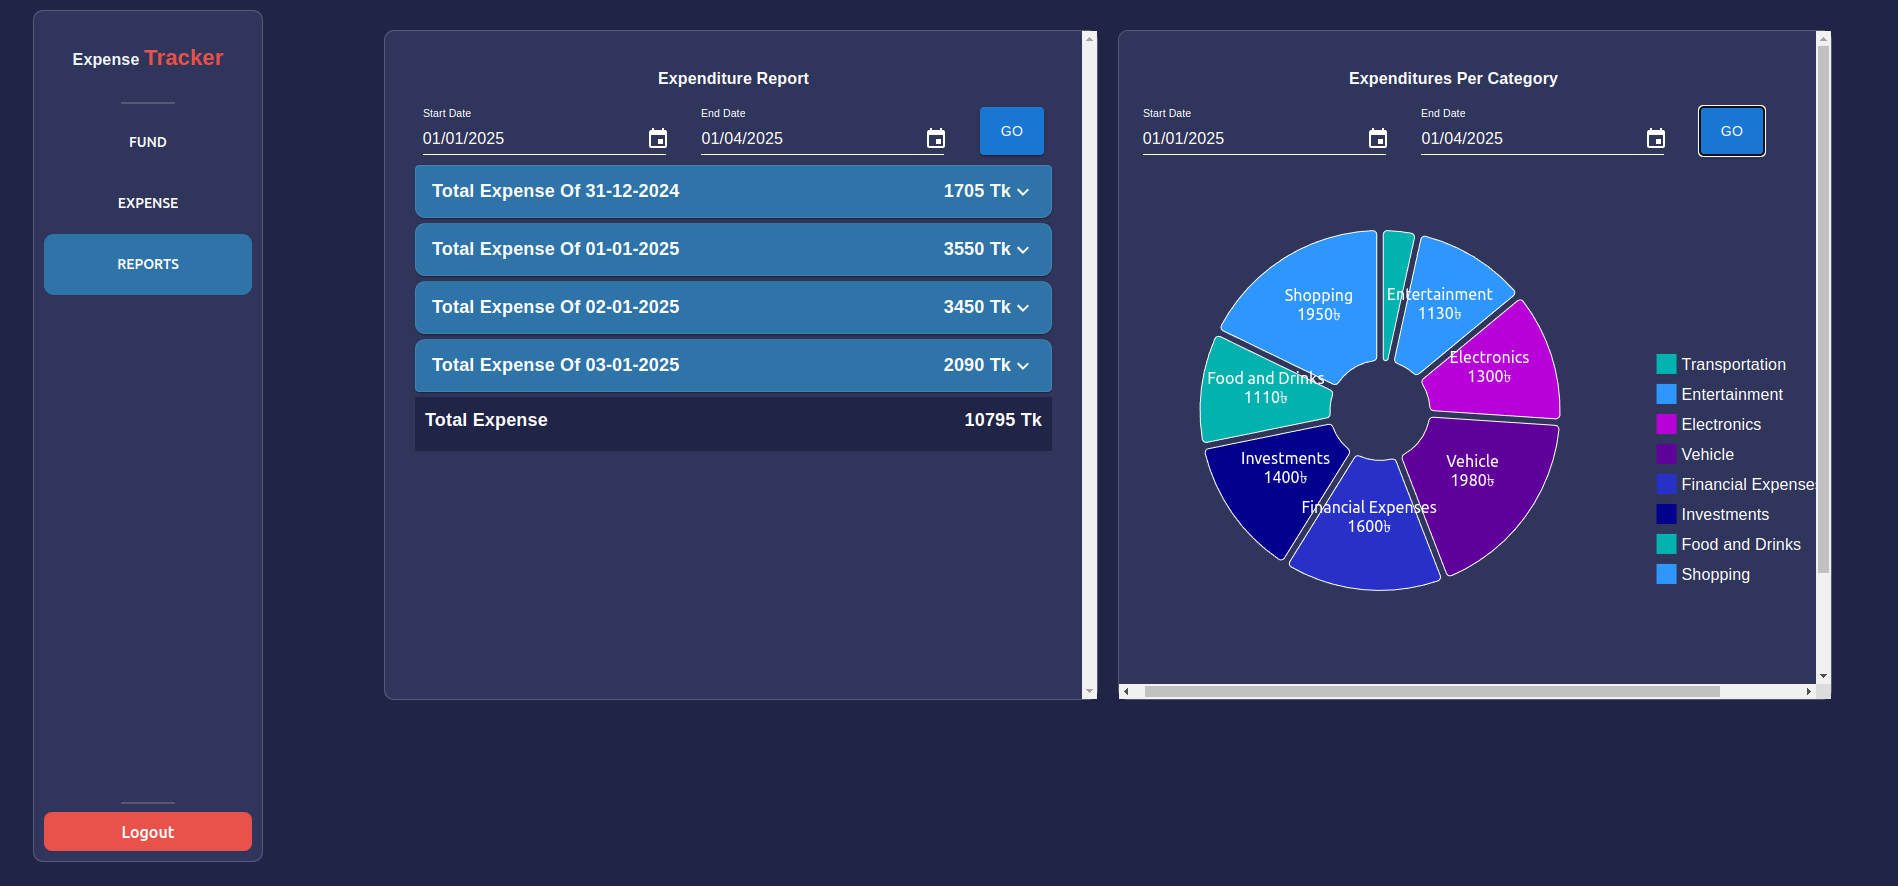 Expense Tracker
FUND
EXPENSE
REPORTS
Logout
Expenditure Report
Start Date
01/01/2025
End Date
01/04/2025
GO
Total Expense Of 31-12-2024 1705 Tk
Total Expense Of 01-01-2025 3550 Tk
Total Expense Of 02-01-2025 3450 Tk
Total Expense Of 03-01-2025 2090 Tk
Total Expense 10795 Tk
Expenditures Per Category
Start Date
01/01/2025
End Date
01/04/2025
GO
Shopping
1950৳
Entertainment
1130৳
Electronics
1300৳
Food and Drinks
1110৳
Investments
1400৳
Vehicle
1980৳
Financial Expenses
1600৳
Transportation
Entertainment
Electronics
Vehicle
Financial Expenses
Investments
Food and Drinks
Shopping